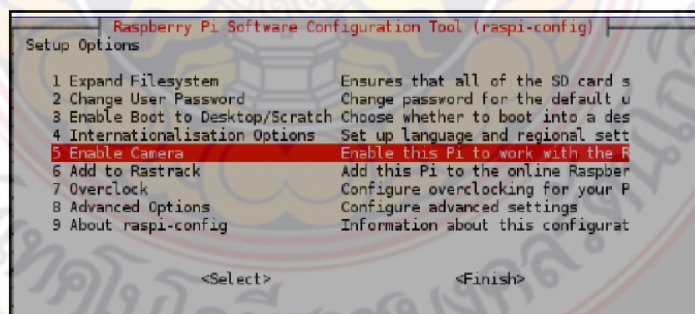 Raspberry Pi Software Configuration Tool (raspi-config)
Setup Options
1 Expand Filesystem Ensures that all of the SD card s
2 Change User Password Change password for the default u
3 Enable Boot to Desktop/Scratch Choose whether to boot into a des
4 Internationalisation Options Set up language and regional sett
5 Enable Camera Enable this Pi to work with the R
6 Add to Rastrack Add this Pi to the online Raspber
7 Overclock Configure overclocking for your P
8 Advanced Options Configure advanced settings
9 About raspi-config Information about this configurat
<Select> <Finish>